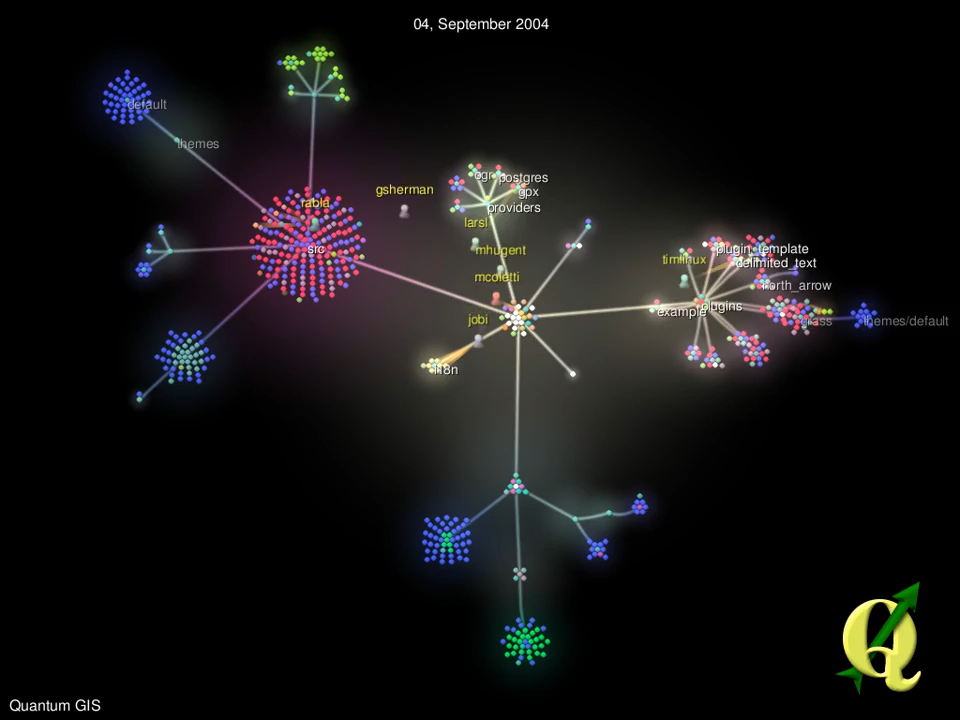 04, September 2004
default
themes
rabla
gsherman
ogr
postgres
gpx
providers
larsl
src
mhugent
mcoletti
jobi
i18n
timlinux
plugin_template
delimited_text
north_arrow
plugins
example
grass
themes/default
Quantum GIS